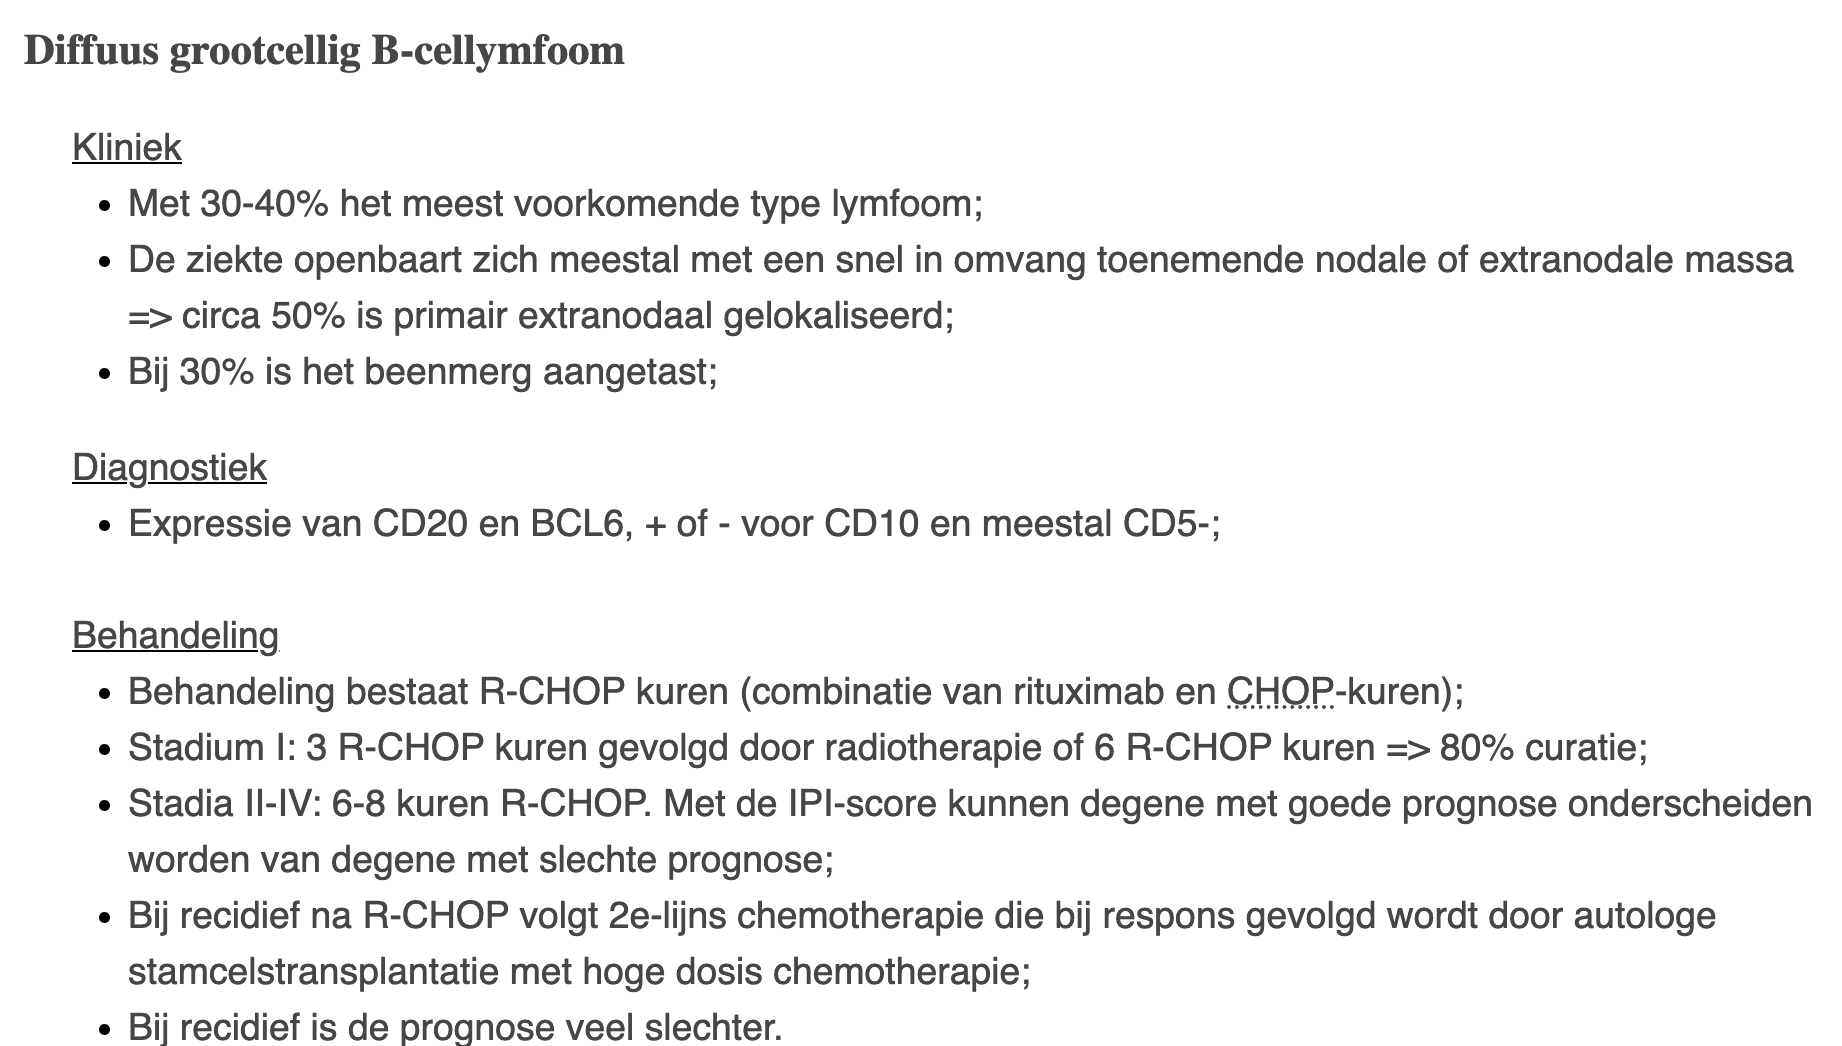 Diffuus grootcellig B-cellymfoom
Kliniek
• Met 30-40% het meest voorkomende type lymfoom;
• De ziekte openbaart zich meestal met een snel in omvang toenemende nodale of extranodale massa
=> circa 50% is primair extranodaal gelokaliseerd;
• Bij 30% is het beenmerg aangetast;
Diagnostiek
• Expressie van CD20 en BCL6, + of - voor CD10 en meestal CD5-;
Behandeling
• Behandeling bestaat R-CHOP kuren (combinatie van rituximab en CHOP-kuren);
• Stadium I: 3 R-CHOP kuren gevolgd door radiotherapie of 6 R-CHOP kuren => 80% curatie;
• Stadia II-IV: 6-8 kuren R-CHOP. Met de IPI-score kunnen degene met goede prognose onderscheiden
worden van degene met slechte prognose;
• Bij recidief na R-CHOP volgt 2e-lijns chemotherapie die bij respons gevolgd wordt door autologe
stamcelstransplantatie met hoge dosis chemotherapie;
• Bij recidief is de prognose veel slechter.